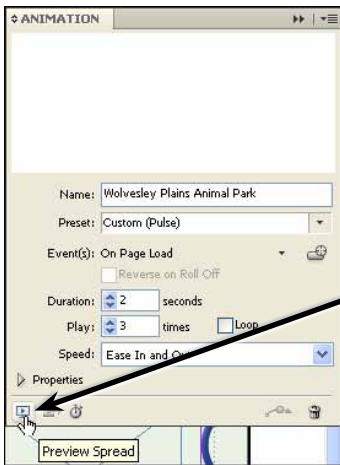 ANIMATION
Name: Wolvesley Plains Animal Park
Preset: Custom (Pulse)
Event(s): On Page Load
Reverse on Roll Off
Duration: 2 seconds
Play: 3 times Loop
Speed: Ease In and
Properties
Preview Spread